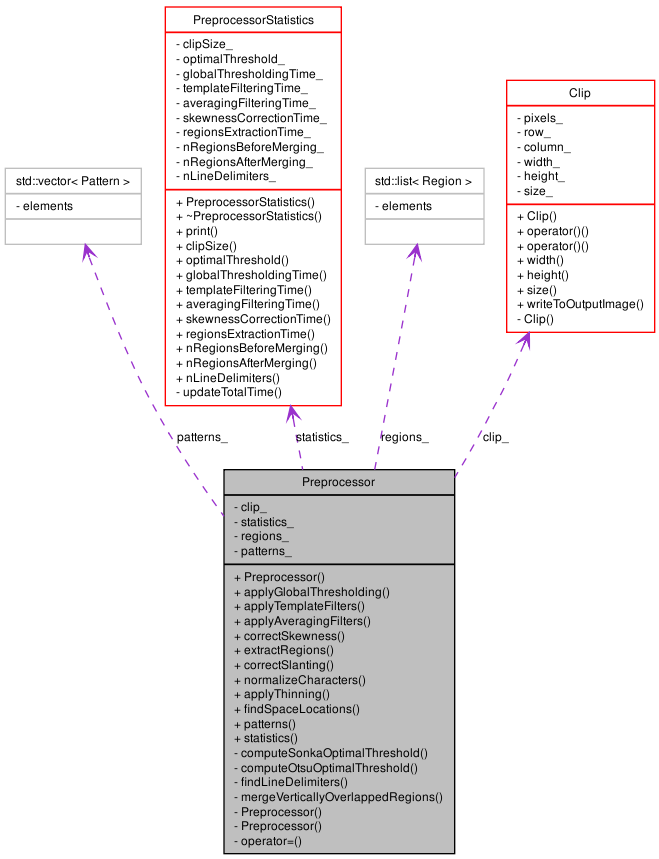 PreprocessorStatistics
- clipSize_
- optimalThreshold_
- globalThresholdingTime_
- templateFilteringTime_
- averagingFilteringTime_
- skewnessCorrectionTime_
- regionsExtractionTime_
- nRegionsBeforeMerging_
- nRegionsAfterMerging_
- nLineDelimiters_
+ PreprocessorStatistics()
+ ~PreprocessorStatistics()
+ print()
+ clipSize()
+ optimalThreshold()
+ globalThresholdingTime()
+ templateFilteringTime()
+ averagingFilteringTime()
+ skewnessCorrectionTime()
+ regionsExtractionTime()
+ nRegionsBeforeMerging()
+ nRegionsAfterMerging()
+ nLineDelimiters()
- updateTotalTime()
Clip
- pixels_
- row_
- column_
- width_
- height_
- size_
+ Clip()
+ operator()()
+ operator()()
+ width()
+ height()
+ size()
+ writeToOutputImage()
- Clip()
std::vector< Pattern >
- elements
std::list< Region >
- elements
patterns_
statistics_
regions_
clip_
Preprocessor
- clip_
- statistics_
- regions_
- patterns_
+ Preprocessor()
+ applyGlobalThresholding()
+ applyTemplateFilters()
+ applyAveragingFilters()
+ correctSkewness()
+ extractRegions()
+ correctSlanting()
+ normalizeCharacters()
+ applyThinning()
+ findSpaceLocations()
+ patterns()
+ statistics()
- computeSonkaOptimalThreshold()
- computeOtsuOptimalThreshold()
- findLineDelimiters()
- mergeVerticallyOverlappedRegions()
- Preprocessor()
- Preprocessor()
- operator=()